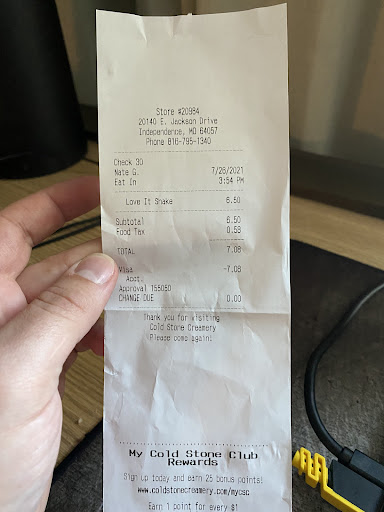 Store #20984
20140 E. Jackson Drive
Independence, MO 64057
Phone 816-795-1340
Check 30
Nate G. 7/26/2021
Eat In 3:54 PM
Love It Shake 6.50
Subtotal 6.50
Food Tax 0.58
TOTAL 7.08
Visa -7.08
Acct.
Approval 155060
CHANGE DUE 0.00
Thank you for visiting
Cold Stone Creamery
Please come again!
My Cold Stone Club
Rewards
Sign up today and earn 25 bonus points!
www.coldstonecreamery.com/mycsc
Earn 1 point for every $1